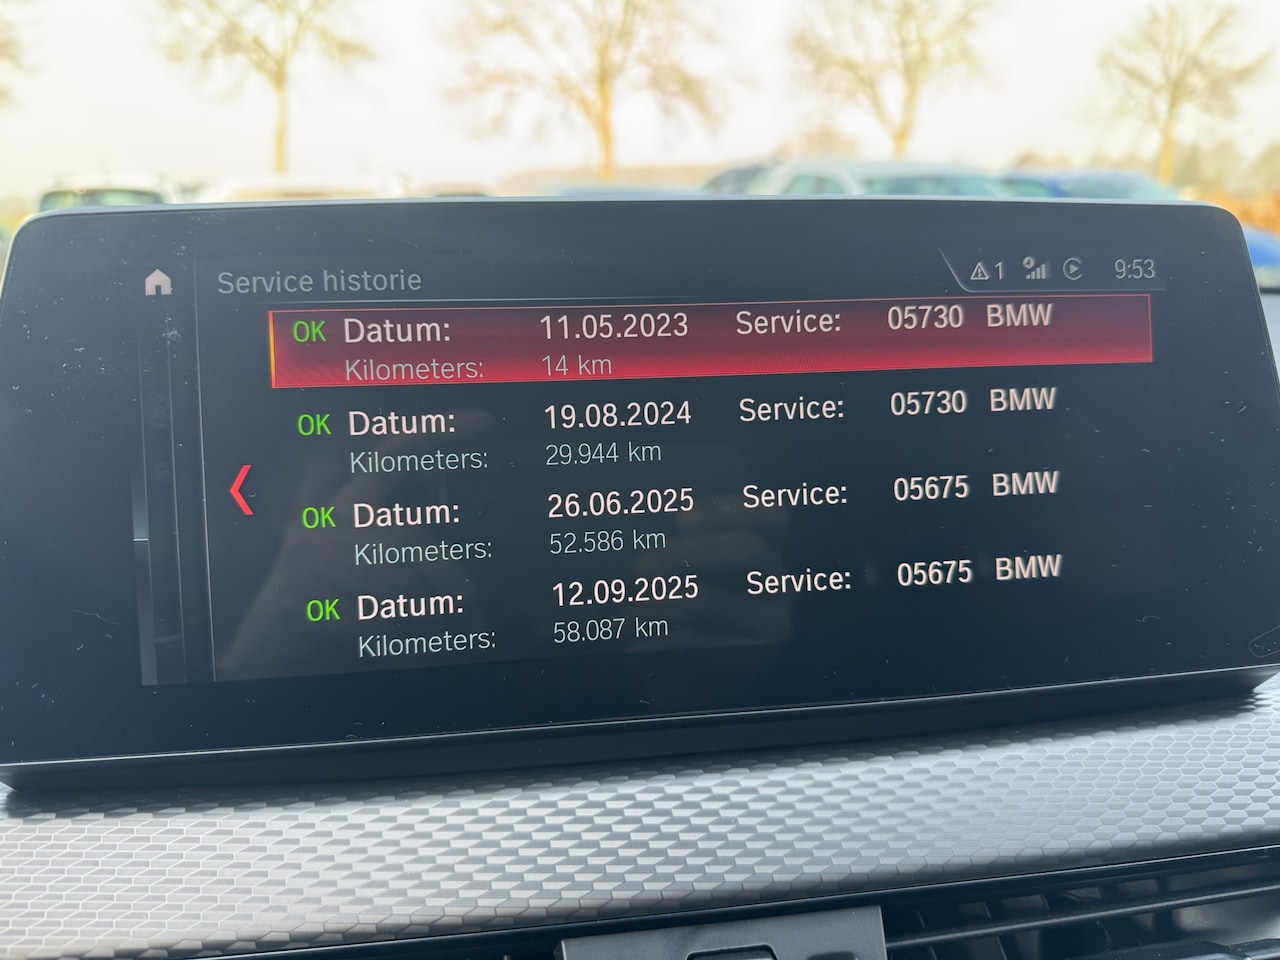 Service historie
1 9:53
OK Datum: 11.05.2023 Service: 05730 BMW
Kilometers: 14 km
OK Datum: 19.08.2024 Service: 05730 BMW
Kilometers: 29.944 km
OK Datum: 26.06.2025 Service: 05675 BMW
Kilometers: 52.586 km
OK Datum: 12.09.2025 Service: 05675 BMW
Kilometers: 58.087 km